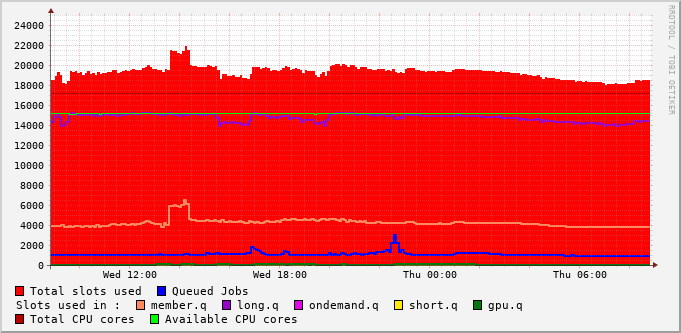 RRDTOOL / TOBI OETIKER
24000
22000
20000
18000
16000
14000
12000
10000
8000
6000
4000
2000
0
Wed 12:00 Wed 18:00 Thu 00:00 Thu 06:00
Total slots used Queued Jobs
Slots used in : member.q long.q ondemand.q short.q gpu.q
Total CPU cores Available CPU cores